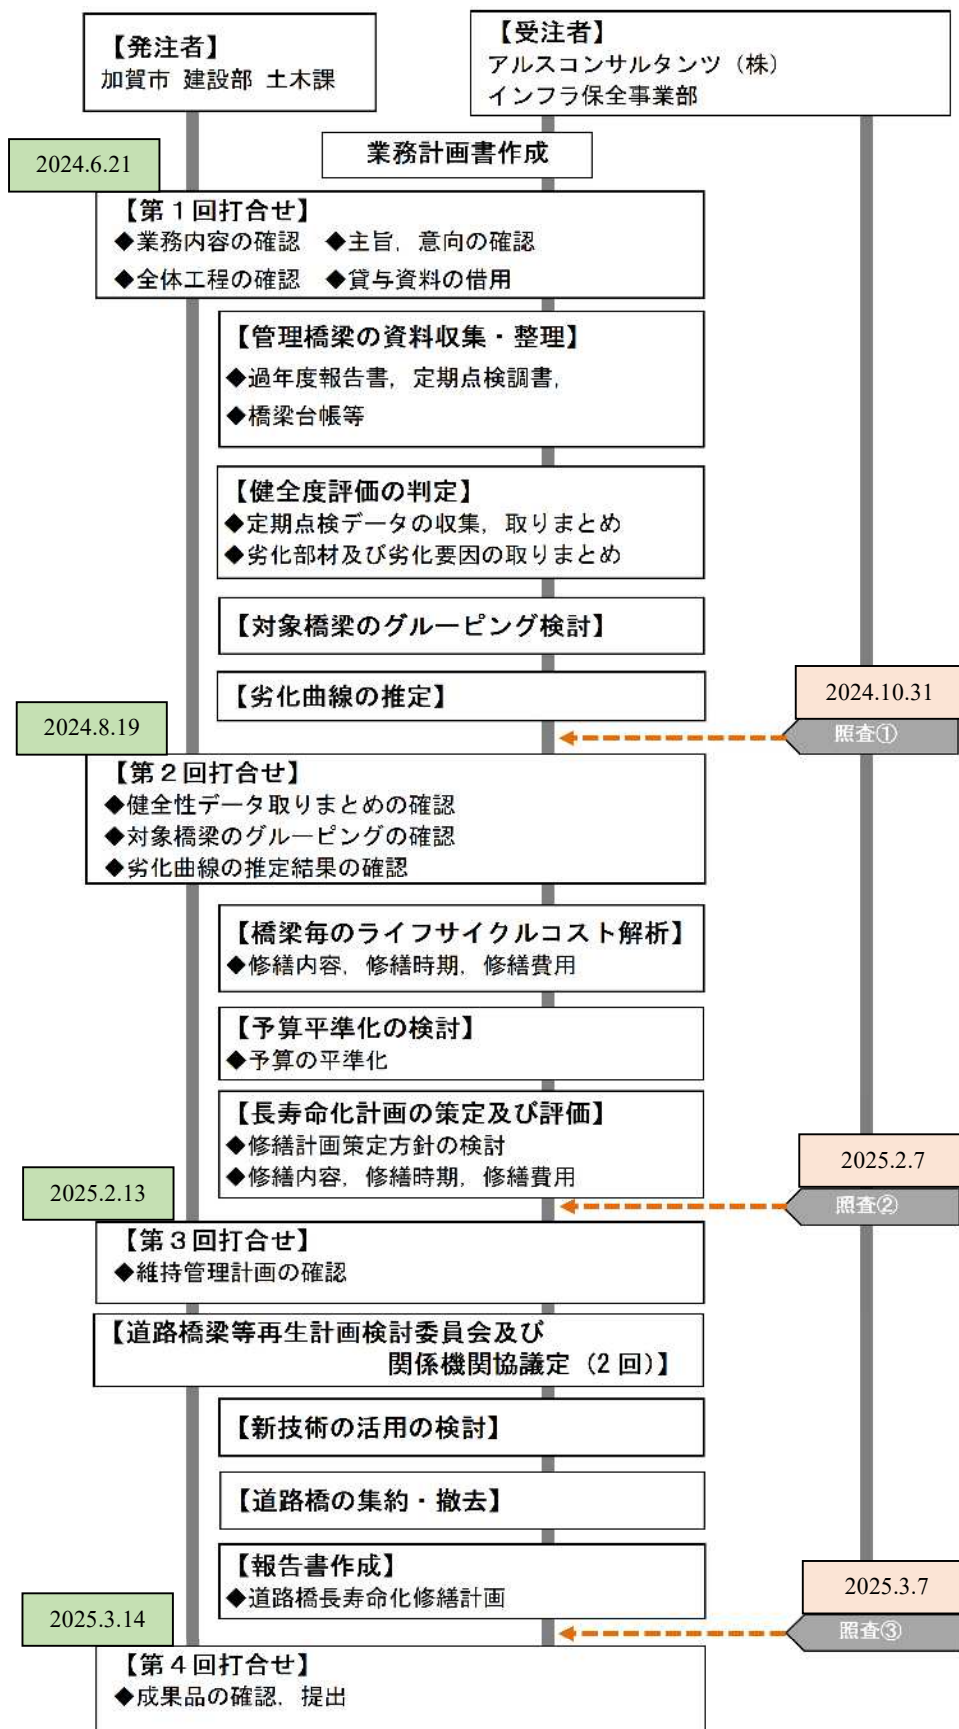 【発注者】
加賀市 建設部 土木課
【受注者】
アルスコンサルタンツ（株）
インフラ保全事業部
業務計画書作成
2024.6.21
【第１回打合せ】
◆業務内容の確認 ◆主旨，意向の確認
◆全体工程の確認 ◆貸与資料の借用
【管理橋梁の資料収集・整理】
◆過年度報告書，定期点検調書，
◆橋梁台帳等
【健全度評価の判定】
◆定期点検データの収集，取りまとめ
◆劣化部材及び劣化要因の取りまとめ
【対象橋梁のグルーピング検討】
【劣化曲線の推定】
2024.10.31
照査①
2024.8.19
【第２回打合せ】
◆健全性データ取りまとめの確認
◆対象橋梁のグルーピングの確認
◆劣化曲線の推定結果の確認
【橋梁毎のライフサイクルコスト解析】
◆修繕内容，修繕時期，修繕費用
【予算平準化の検討】
◆予算の平準化
【長寿命化計画の策定及び評価】
◆修繕計画策定方針の検討
◆修繕内容，修繕時期，修繕費用
2025.2.7
照査②
2025.2.13
【第３回打合せ】
◆維持管理計画の確認
【道路橋梁等再生計画検討委員会及び
関係機関協議定（2回）】
【新技術の活用の検討】
【道路橋の集約・撤去】
【報告書作成】
◆道路橋長寿命化修繕計画
2025.3.7
照査③
2025.3.14
【第４回打合せ】
◆成果品の確認，提出